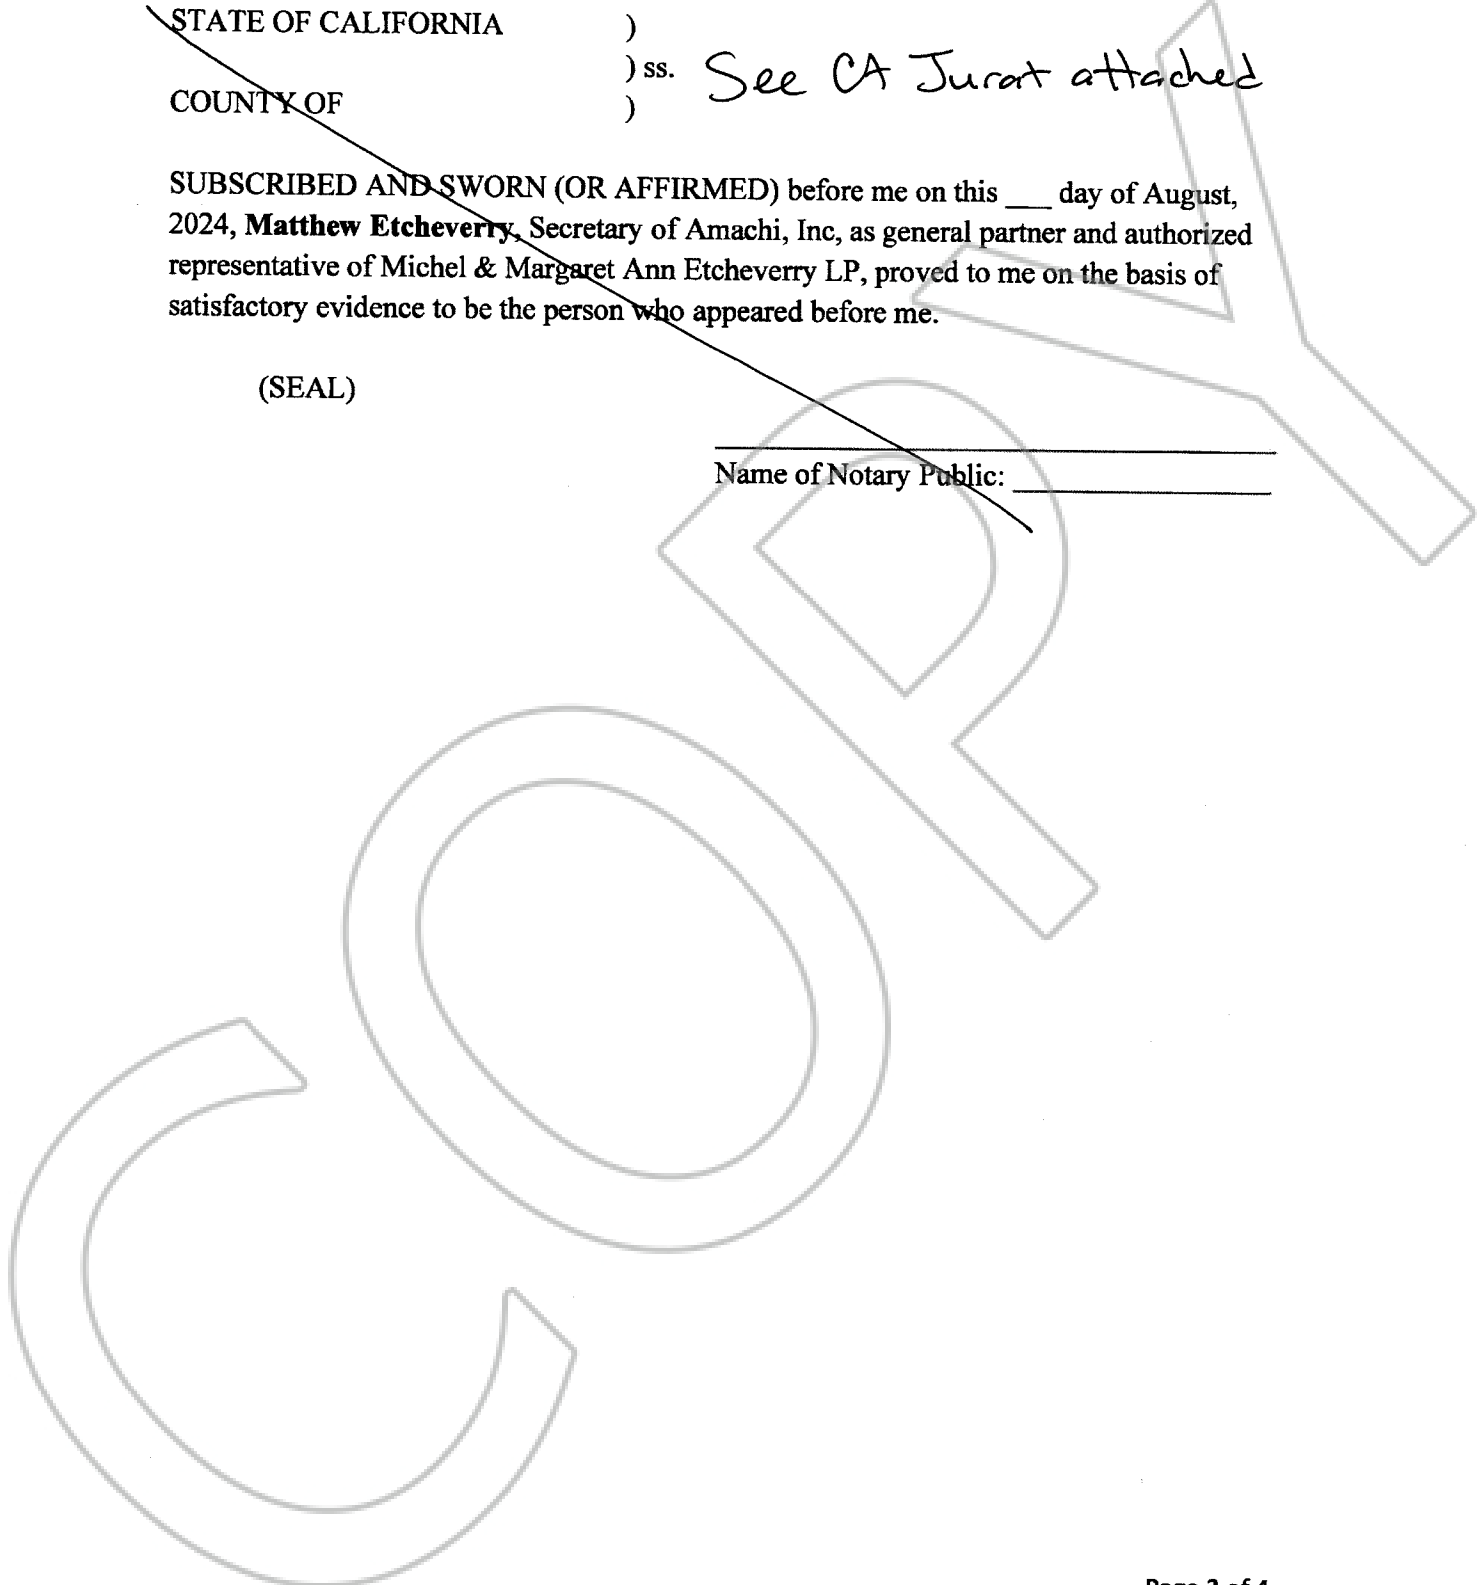 STATE OF CALIFORNIA )
) ss. See CA Jurat attached
COUNTY OF )
SUBSCRIBED AND SWORN (OR AFFIRMED) before me on this ___ day of August,
2024, Matthew Etcheverry, Secretary of Amachi, Inc, as general partner and authorized
representative of Michel & Margaret Ann Etcheverry LP, proved to me on the basis of
satisfactory evidence to be the person who appeared before me.
(SEAL)
Name of Notary Public: ___
COPY